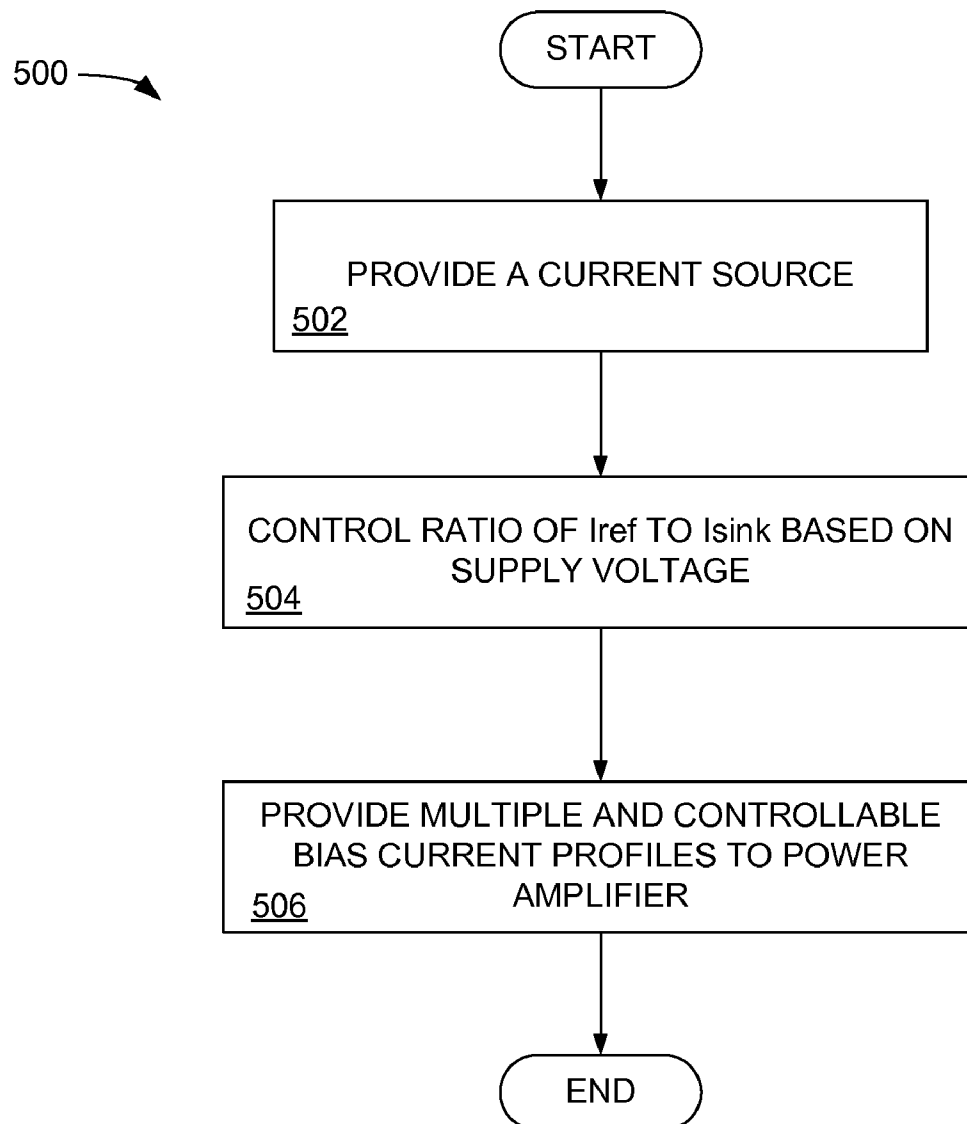 START
500
PROVIDE A CURRENT SOURCE
502
CONTROL RATIO OF Iref TO Isink BASED ON
SUPPLY VOLTAGE
504
PROVIDE MULTIPLE AND CONTROLLABLE
BIAS CURRENT PROFILES TO POWER
AMPLIFIER
506
END